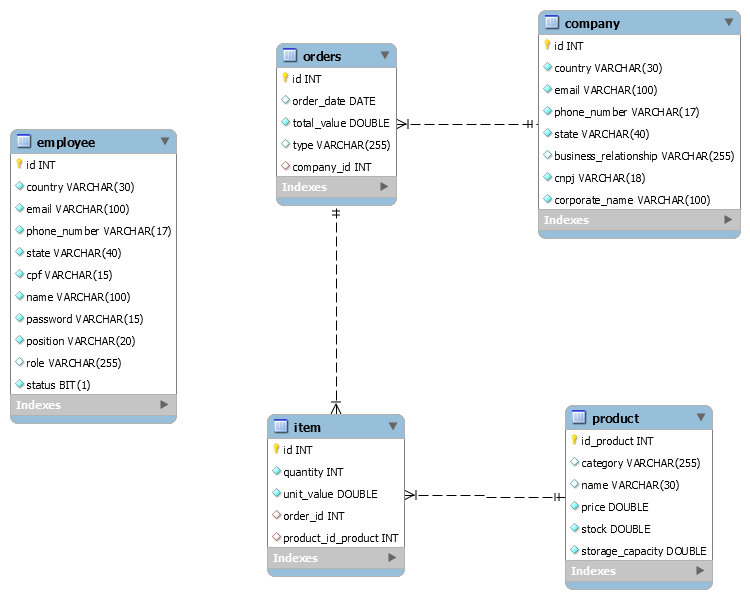 company
id INT
country VARCHAR(30)
email VARCHAR(100)
phone_number VARCHAR(17)
state VARCHAR(40)
business_relationship VARCHAR(255)
cnpj VARCHAR(18)
corporate_name VARCHAR(100)
Indexes
orders
id INT
order_date DATE
total_value DOUBLE
type VARCHAR(255)
company_id INT
Indexes
employee
id INT
country VARCHAR(30)
email VARCHAR(100)
phone_number VARCHAR(17)
state VARCHAR(40)
cpf VARCHAR(15)
name VARCHAR(100)
password VARCHAR(15)
position VARCHAR(20)
role VARCHAR(255)
status BIT(1)
Indexes
item
id INT
quantity INT
unit_value DOUBLE
order_id INT
product_id_product INT
Indexes
product
id_product INT
category VARCHAR(255)
name VARCHAR(30)
price DOUBLE
stock DOUBLE
storage_capacity DOUBLE
Indexes